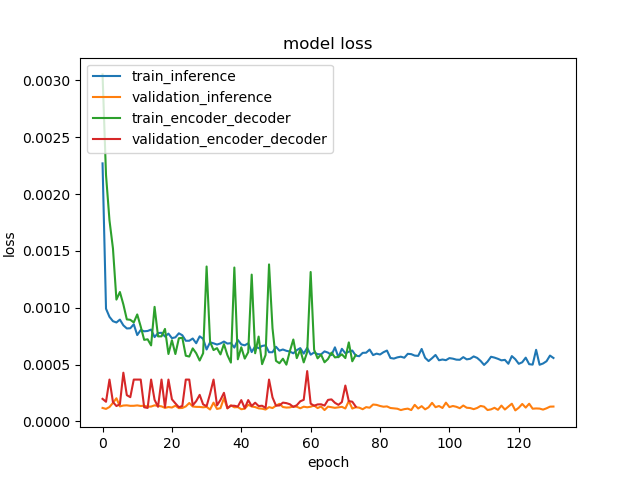 model loss
train_inference
validation_inference
train_encoder_decoder
validation_encoder_decoder
0.0030
0.0025
0.0020
0.0015
0.0010
0.0005
0.0000
loss
0 20 40 60 80 100 120
epoch